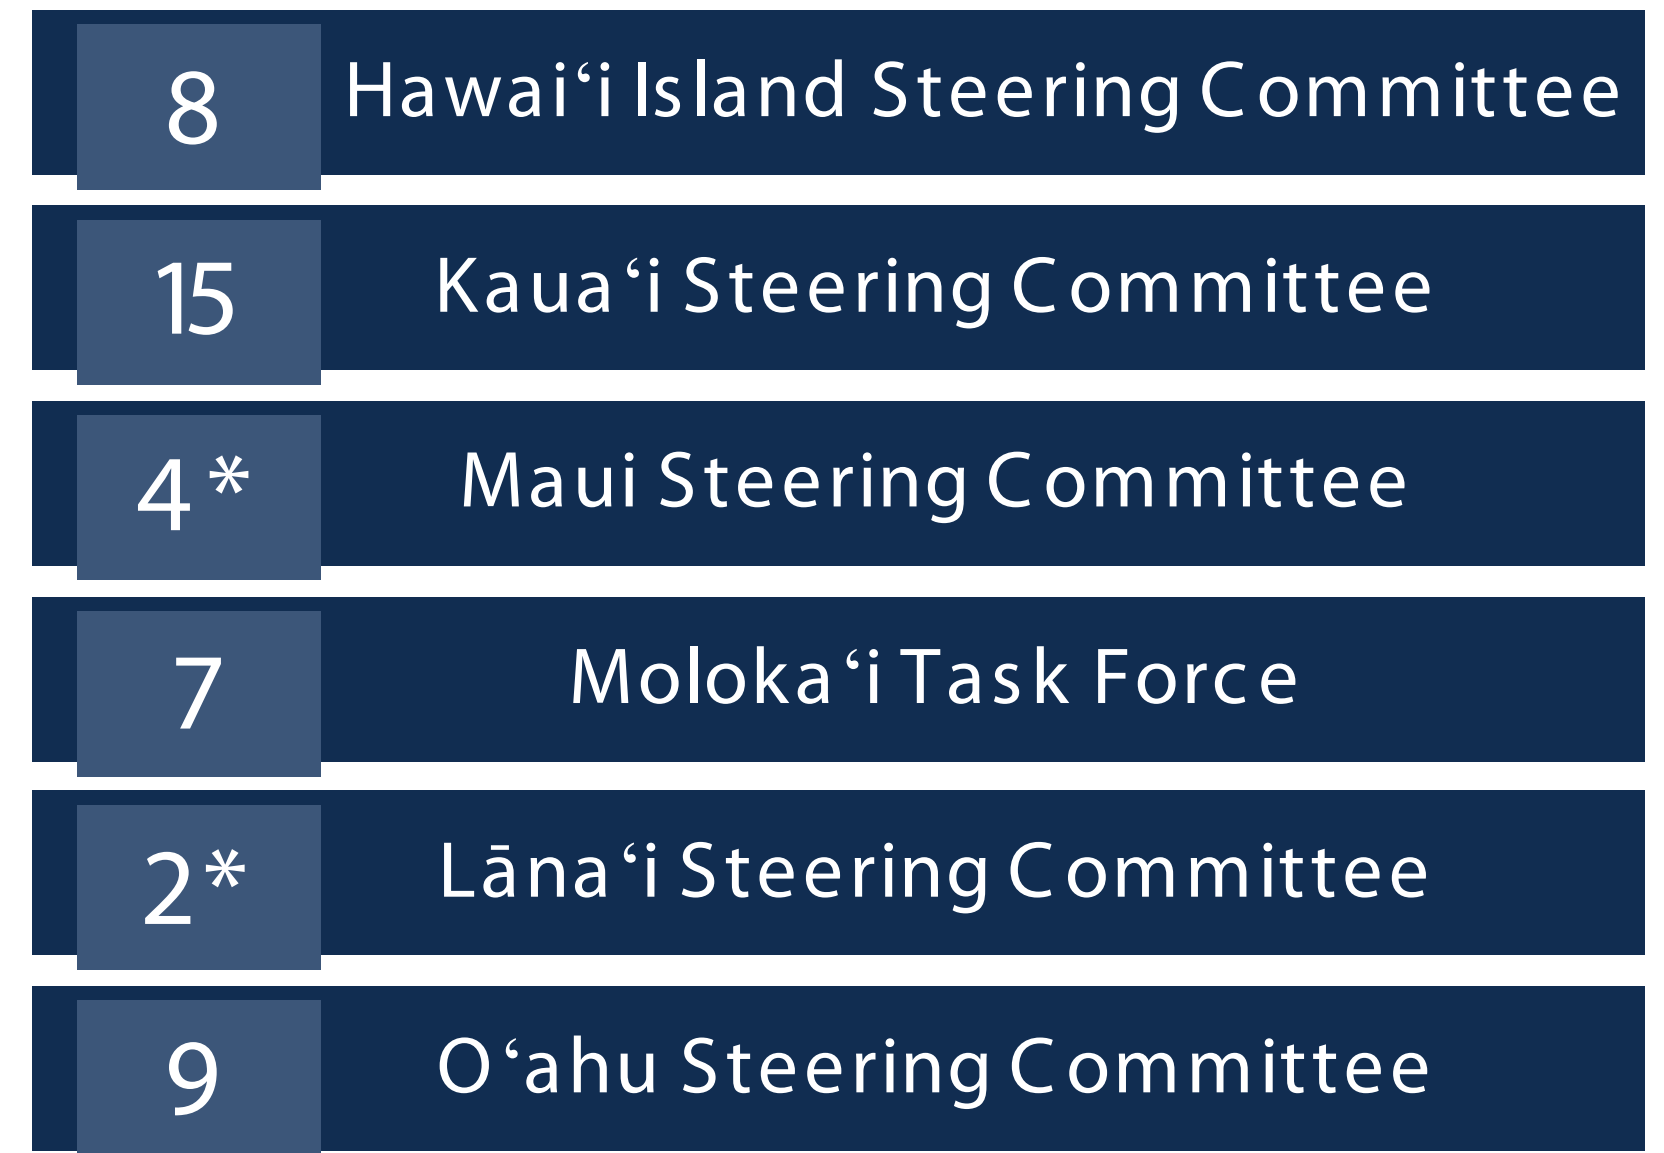 8 Hawaiʻi Island Steering Committee
15 Kauaʻi Steering Committee
4* Maui Steering Committee
7 Molokaʻi Task Force
2* Lānaʻi Steering Committee
9 Oʻahu Steering Committee